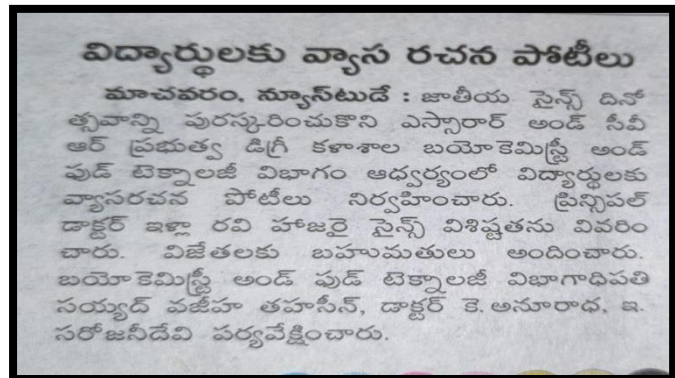 విద్యార్థులకు వ్యాస రచన పోటీలు
మాచవరం, న్యూస్‌టుడే : జాతీయ సైన్స్ దినో
త్సవాన్ని పురస్కరించుకొని ఎస్సారార్ అండ్ సీవీ
ఆర్ ప్రభుత్వ డిగ్రీ కళాశాల బయోకెమిస్ట్రీ అండ్
ఫుడ్ టెక్నాలజీ విభాగం ఆధ్వర్యంలో విద్యార్థులకు
వ్యాసరచన పోటీలు నిర్వహించారు. ప్రిన్సిపల్
డాక్టర్ ఇళ్లా రవి హాజరై సైన్స్ విశిష్టతను వివరిం
చారు. విజేతలకు బహుమతులు అందించారు.
బయోకెమిస్ట్రీ అండ్ ఫుడ్ టెక్నాలజీ విభాగాధిపతి
సయ్యద్ వజీహ తహసీన్, డాక్టర్ కె.అనూరాధ, ఇ.
సరోజనీదేవి పర్యవేక్షించారు.